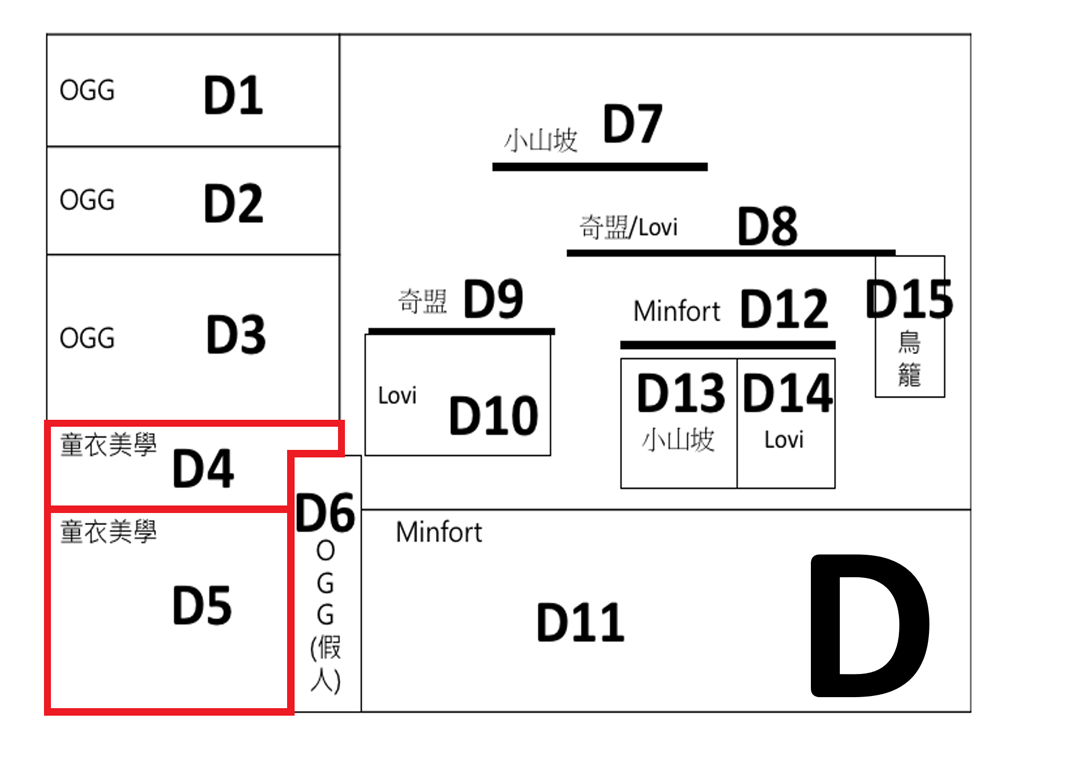 OGG D1
OGG D2
OGG D3
童衣美學 D4
童衣美學 D5
D6
O
G
G
(假
人)
小山坡 D7
奇盟/Lovi D8
奇盟 D9
Lovi D10
Minfort D12
D15
鳥
籠
D13
小山坡
D14
Lovi
Minfort
D11
D